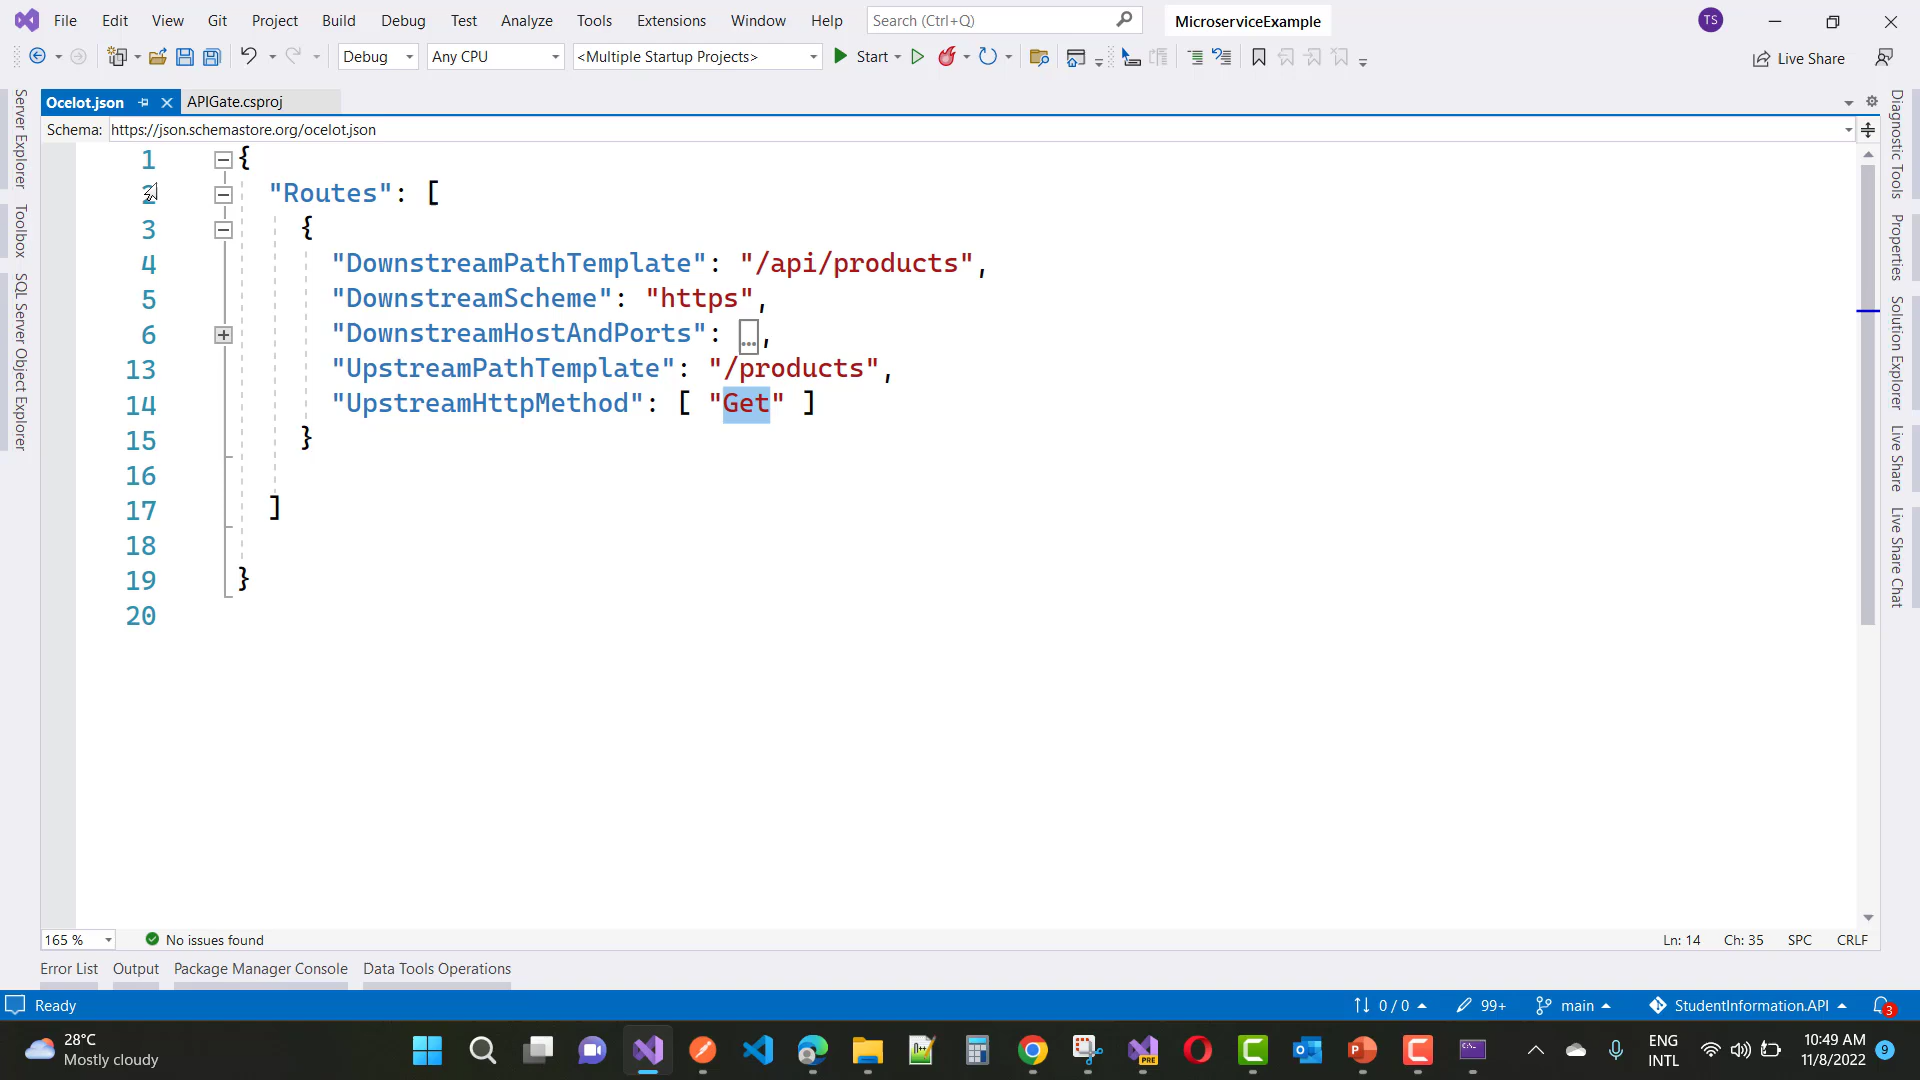 File Edit View Git Project Build Debug Test Analyze Tools Extensions Window Help Search (Ctrl+Q) MicroserviceExample TS
Debug Any CPU <Multiple Startup Projects> Start Live Share
Ocelot.json APIGate.csproj
Schema: https://json.schemastore.org/ocelot.json
Server Explorer
Toolbox
SQL Server Object Explorer
1 {
2 "Routes": [
3 {
4 "DownstreamPathTemplate": "/api/products",
5 "DownstreamScheme": "https",
6 "DownstreamHostAndPorts": ...,
13 "UpstreamPathTemplate": "/products",
14 "UpstreamHttpMethod": [ "Get" ]
15 }
16
17 ]
18
19 }
20
Diagnostic Tools
Properties
Solution Explorer
Live Share
Live Share Chat
165 % No issues found Ln: 14 Ch: 35 SPC CRLF
Error List Output Package Manager Console Data Tools Operations
Ready 0 / 0 99+ main StudentInformation.API 3
28°C
Mostly cloudy
PRE
ENG
INTL
10:49 AM
11/8/2022
9